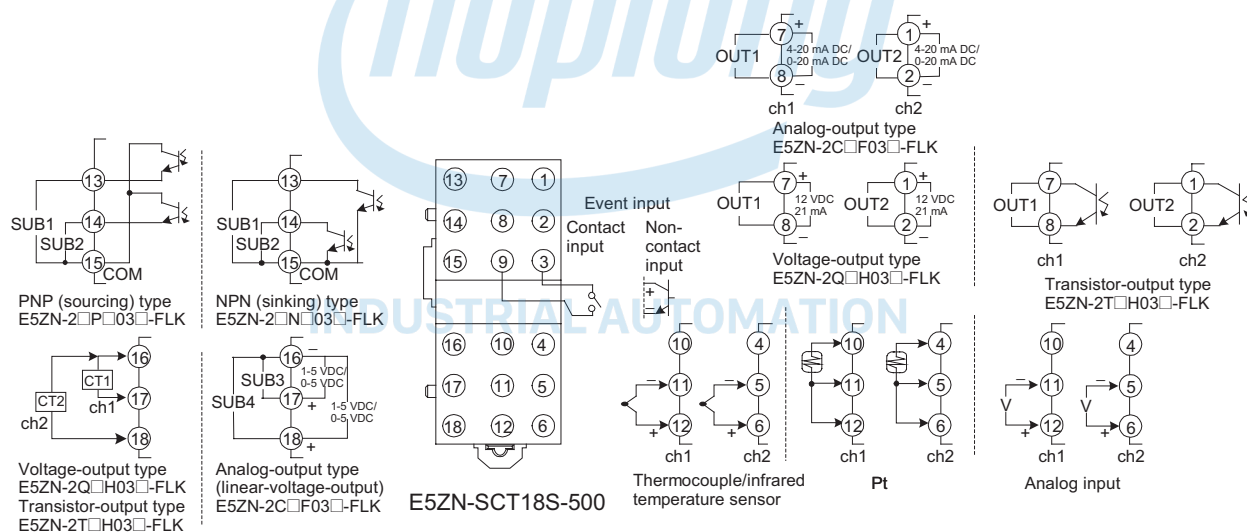 huplong
INDUSTRIAL AUTOMATION
7
+
OUT1
4-20 mA DC/
0-20 mA DC
8
−
ch1
1
+
OUT2
4-20 mA DC/
0-20 mA DC
2
−
ch2
Analog-output type
E5ZN-2C□F03□-FLK
13
14
SUB1
SUB2
15
COM
PNP (sourcing) type
E5ZN-2□P□03□-FLK
13
14
SUB1
SUB2
15
COM
NPN (sinking) type
E5ZN-2□N□03□-FLK
13 7 1
14 8 2
15 9 3
16 10 4
17 11 5
18 12 6
E5ZN-SCT18S-500
Event input
Contact
input
Non-
contact
input
+
−
7
+
OUT1
12 VDC
21 mA
8
−
ch1
1
+
OUT2
12 VDC
21 mA
2
−
ch2
Voltage-output type
E5ZN-2Q□H03□-FLK
7
OUT1
8
ch1
1
OUT2
2
ch2
Transistor-output type
E5ZN-2T□H03□-FLK
16
CT1
17
CT2
ch1
ch2
18
Voltage-output type
E5ZN-2Q□H03□-FLK
Transistor-output type
E5ZN-2T□H03□-FLK
16
−
SUB3
1-5 VDC/
0-5 VDC
SUB4
17
+
1-5 VDC/
0-5 VDC
18
+
Analog-output type
(linear-voltage-output)
E5ZN-2C□F03□-FLK
10
−
11
+
12
ch1
4
−
5
+
6
ch2
Thermocouple/infrared
temperature sensor
10
11
12
ch1
4
5
6
ch2
Pt
10
−
11
V
+
12
ch1
4
−
5
V
+
6
ch2
Analog input